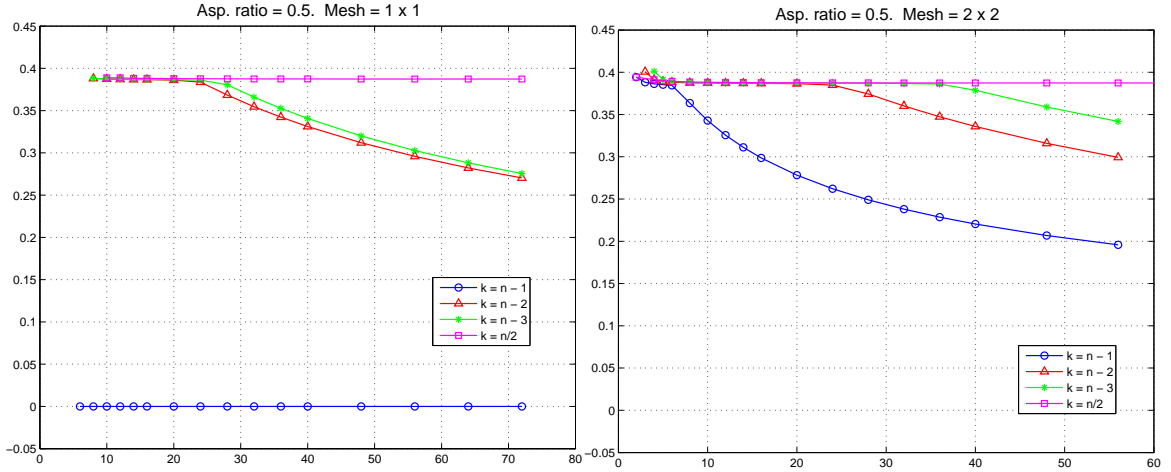 Asp. ratio = 0.5.  Mesh = 1 x 1
0.45
0.4
0.35
0.3
0.25
0.2
0.15
0.1
0.05
0
−0.05
0 10 20 30 40 50 60 70 80
k = n − 1
k = n − 2
k = n − 3
k = n/2
Asp. ratio = 0.5.  Mesh = 2 x 2
0.45
0.4
0.35
0.3
0.25
0.2
0.15
0.1
0.05
0
−0.05
0 10 20 30 40 50 60
k = n − 1
k = n − 2
k = n − 3
k = n/2